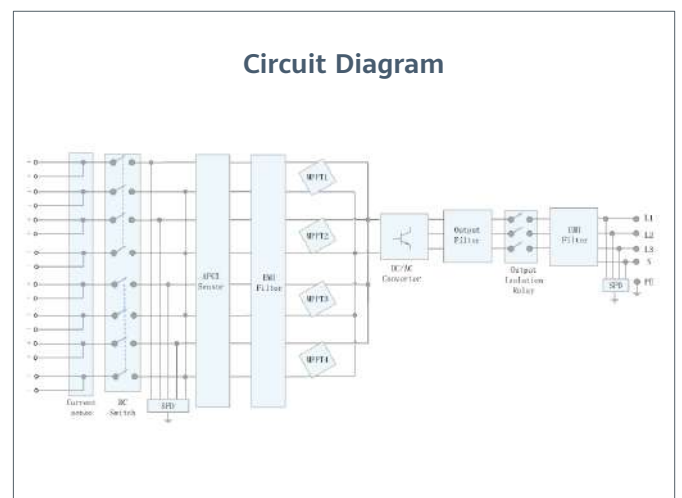 Circuit Diagram
MPPT1
MPPT2
MPPT3
MPPT4
AFCI
Sensor
EMI
Filter
DC/AC
Converter
Output
Filter
Output
Isolation
Relay
EMI
Filter
L1
L2
L3
N
PE
SPD
Current
sense
DC
Switch
SPD